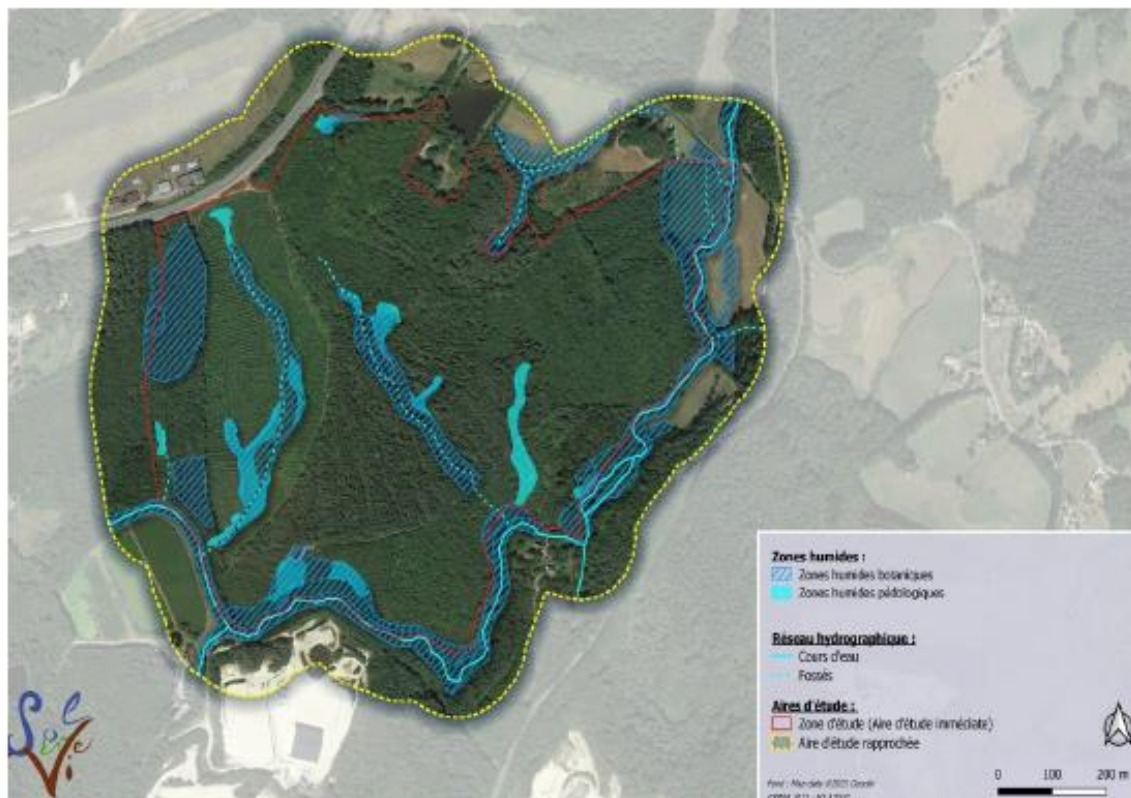 Zones humides :
Zones humides botaniques
Zones humides pédologiques
Réseau hydrographique :
Cours d'eau
Fossés
Aires d'étude :
Zone d'étude (Aire d'étude immédiate)
Aire d'étude rapprochée
0 100 200 m